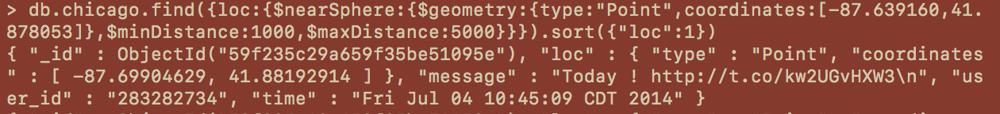 > db.chicago.find({loc:{$nearSphere:{$geometry:{type:"Point",coordinates:[-87.639160,41.
878053]},$minDistance:1000,$maxDistance:5000}}}).sort({"loc":1})
{ "_id" : ObjectId("59f235c29a659f35be51095e"), "loc" : { "type" : "Point", "coordinates
" : [ -87.69904629, 41.88192914 ] }, "message" : "Today ! http://t.co/kw2UGvHXW3\n", "us
er_id" : "283282734", "time" : "Fri Jul 04 10:45:09 CDT 2014" }